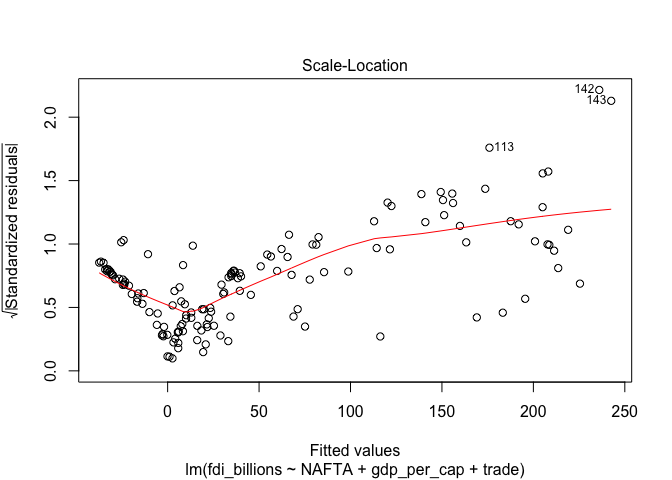 Scale-Location
√|Standardized residuals|
2.0
1.5
1.0
0.5
0.0
142
143
113
0 50 100 150 200 250
Fitted values
lm(fdi_billions ~ NAFTA + gdp_per_cap + trade)